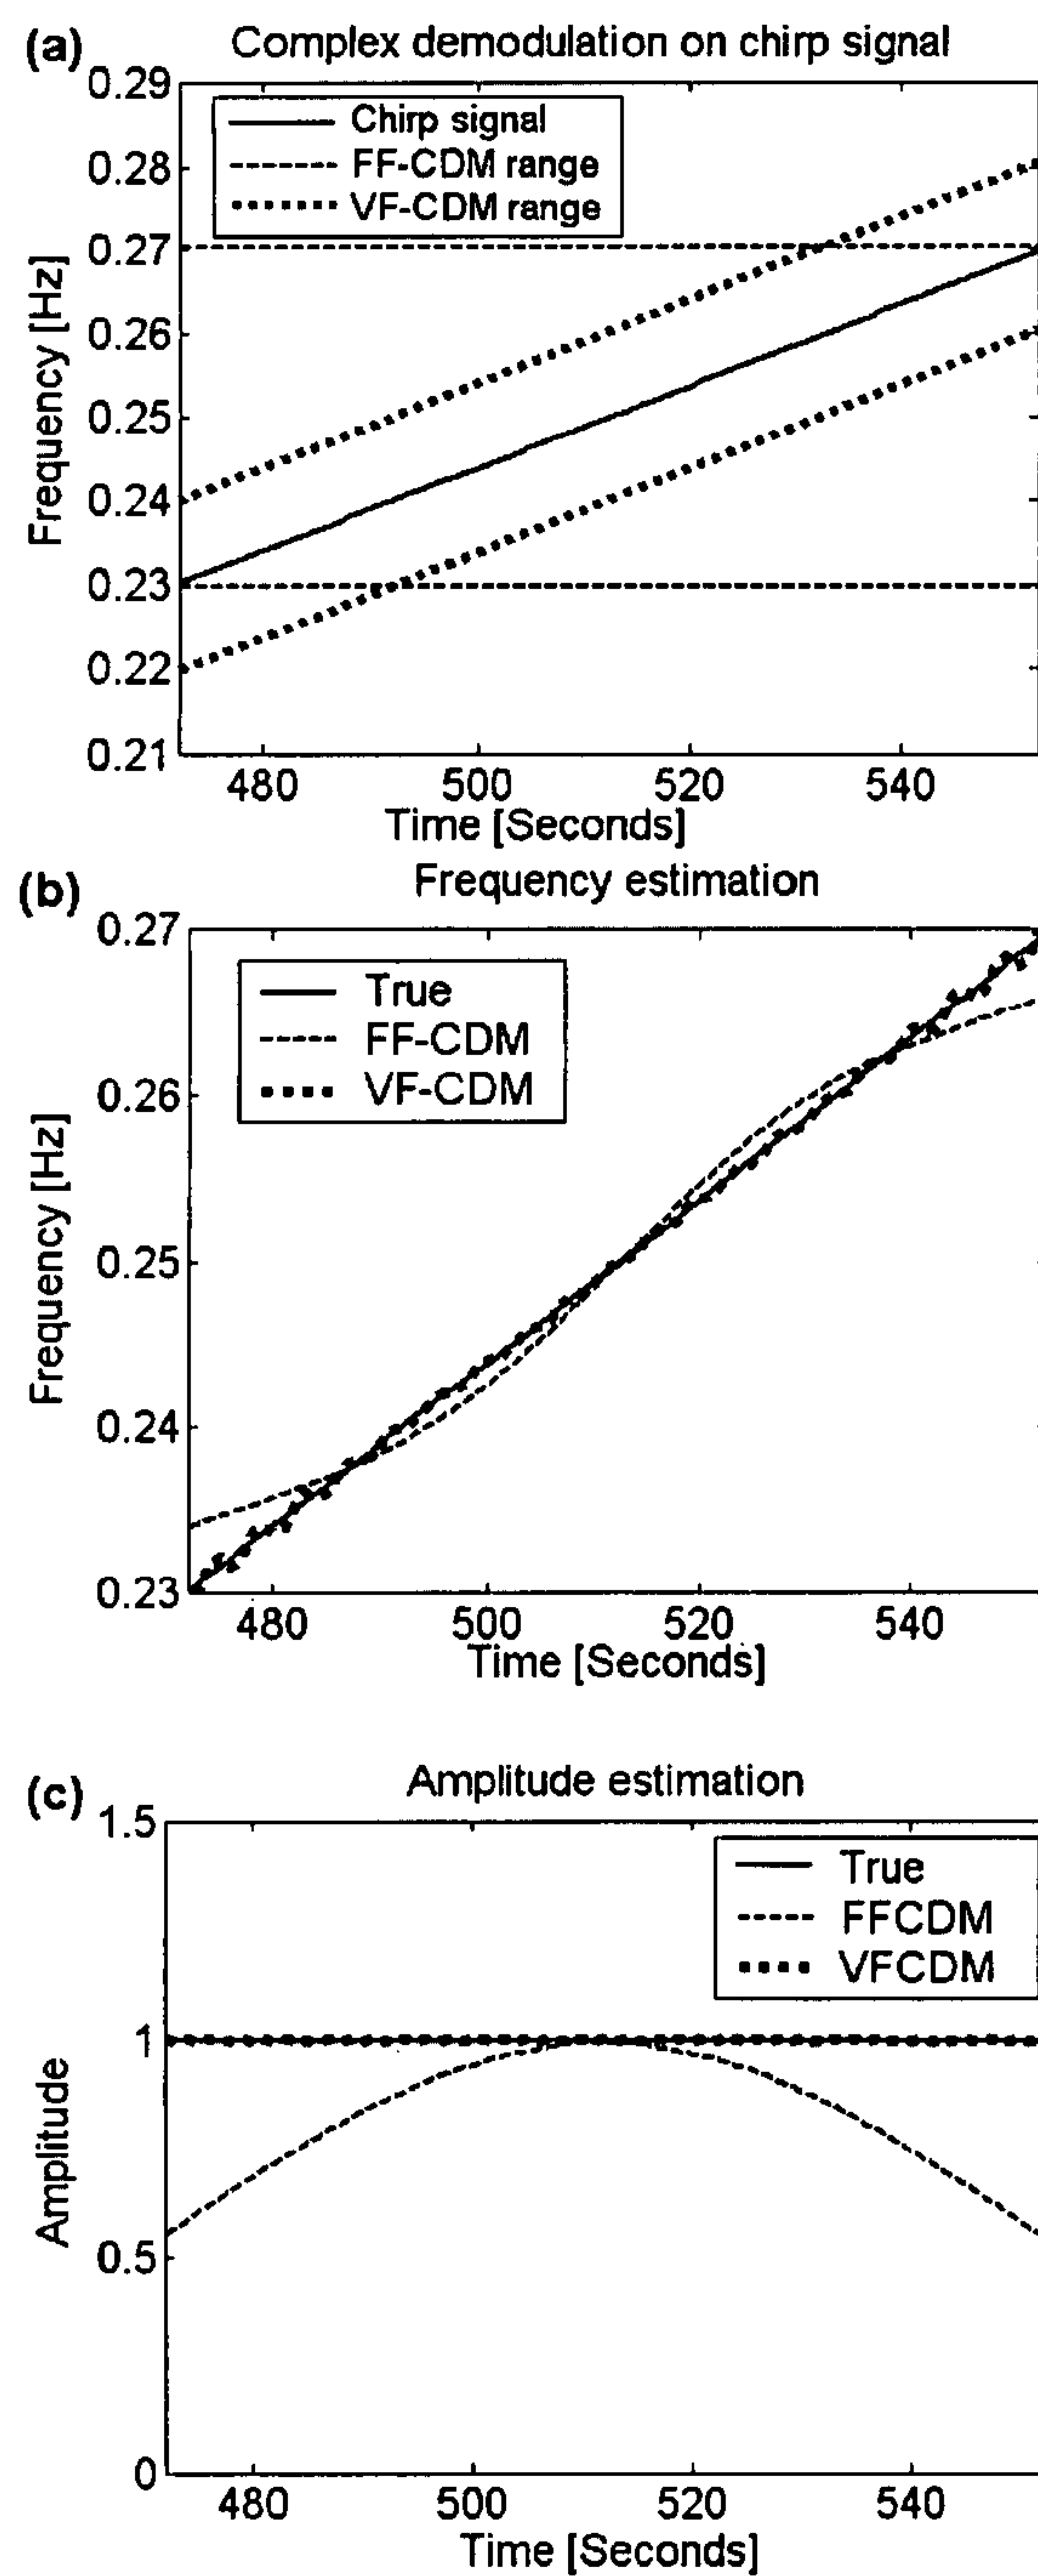 (a) Complex demodulation on chirp signal
0.29
0.28
0.27
0.26
0.25
0.24
0.23
0.22
0.21
Frequency [Hz]
Chirp signal
FF-CDM range
VF-CDM range
480 500 520 540
Time [Seconds]
(b) Frequency estimation
0.27
0.26
0.25
0.24
0.23
Frequency [Hz]
True
FF-CDM
VF-CDM
480 500 520 540
Time [Seconds]
(c) Amplitude estimation
1.5
1
0.5
0
Amplitude
True
FFCDM
VFCDM
480 500 520 540
Time [Seconds]